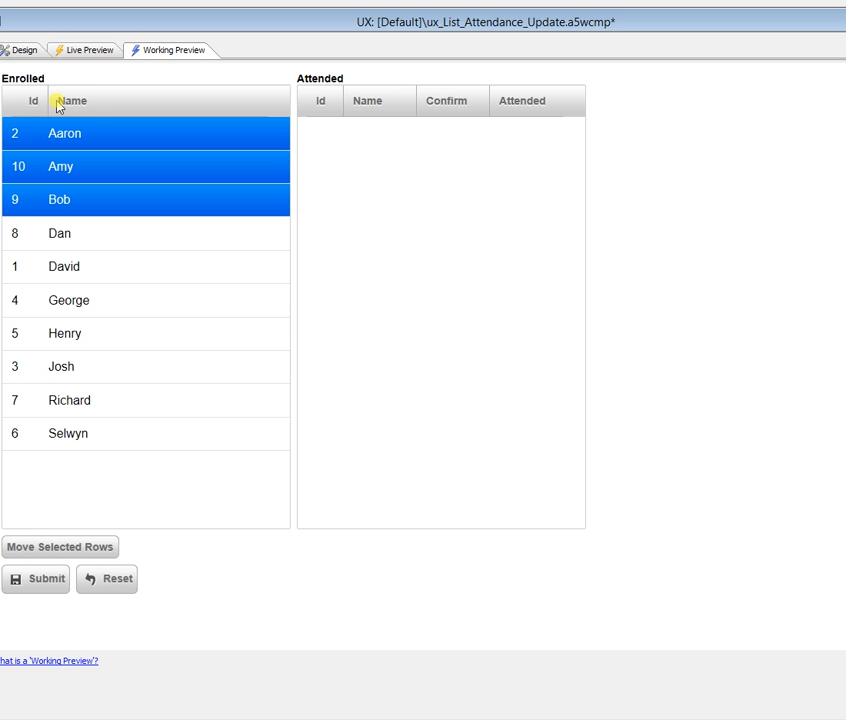 UX: [Default]\ux_List_Attendance_Update.a5wcmp*
Design Live Preview Working Preview
Enrolled Attended
Id Name Id Name Confirm Attended
2 Aaron
10 Amy
9 Bob
8 Dan
1 David
4 George
5 Henry
3 Josh
7 Richard
6 Selwyn
Move Selected Rows
Submit Reset
hat is a 'Working Preview'?